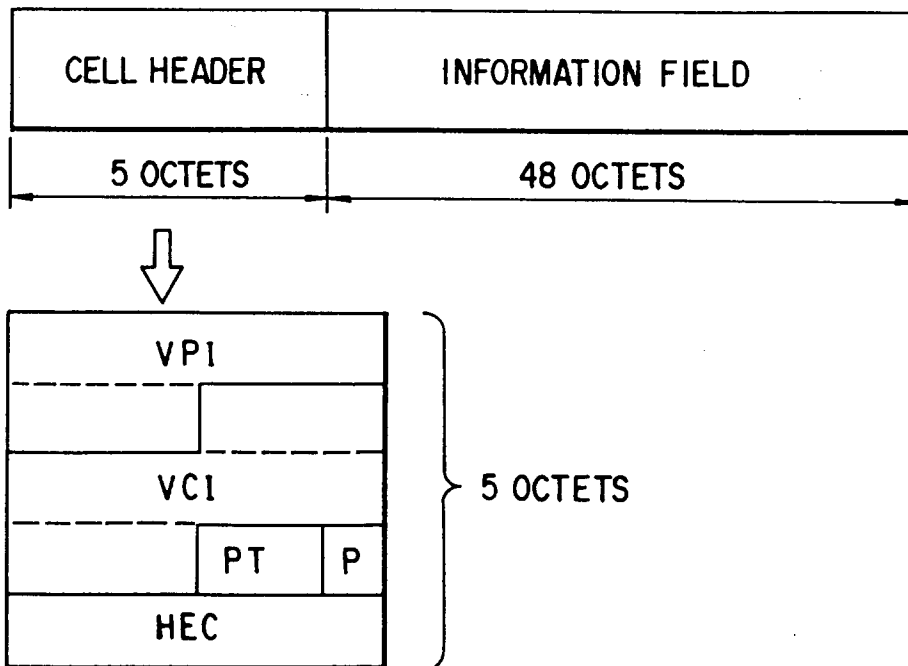 CELL HEADER INFORMATION FIELD
5 OCTETS 48 OCTETS
VPI
VCI
5 OCTETS
PT P
HEC